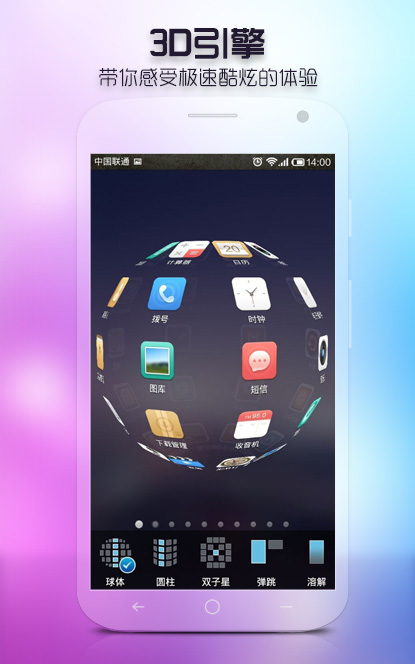 3D引擎
带你感受极速酷炫的体验
中国联通 14:00
计算器 日历
拨号 时钟
图库 短信
下载管理 收音机
球体 圆柱 双子星 弹跳 溶解